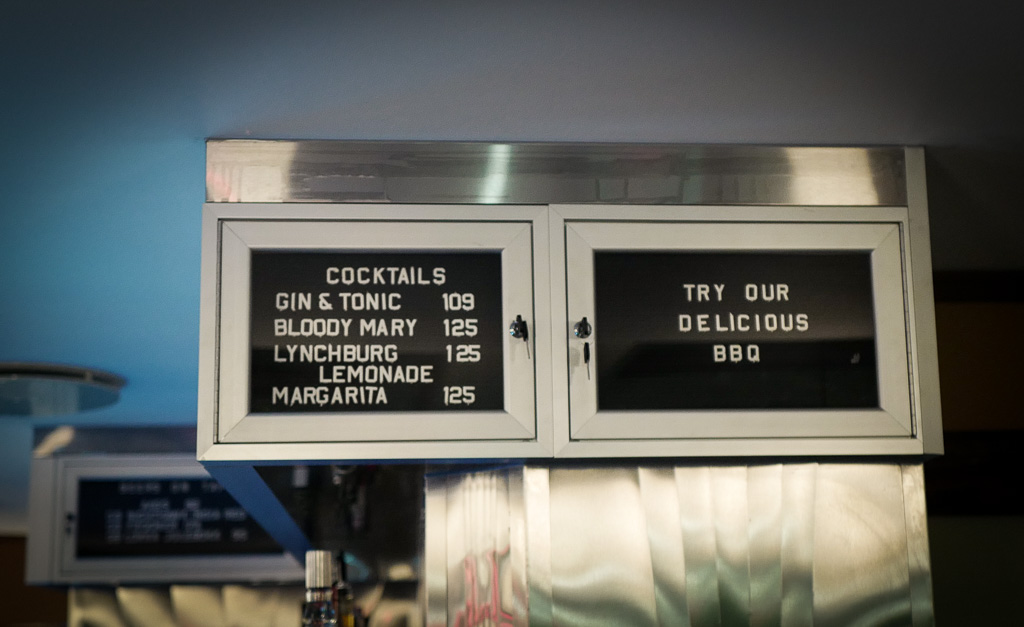 COCKTAILS
GIN & TONIC 109
BLOODY MARY 125
LYNCHBURG 125
LEMONADE
MARGARITA 125
TRY OUR
DELICIOUS
BBQ